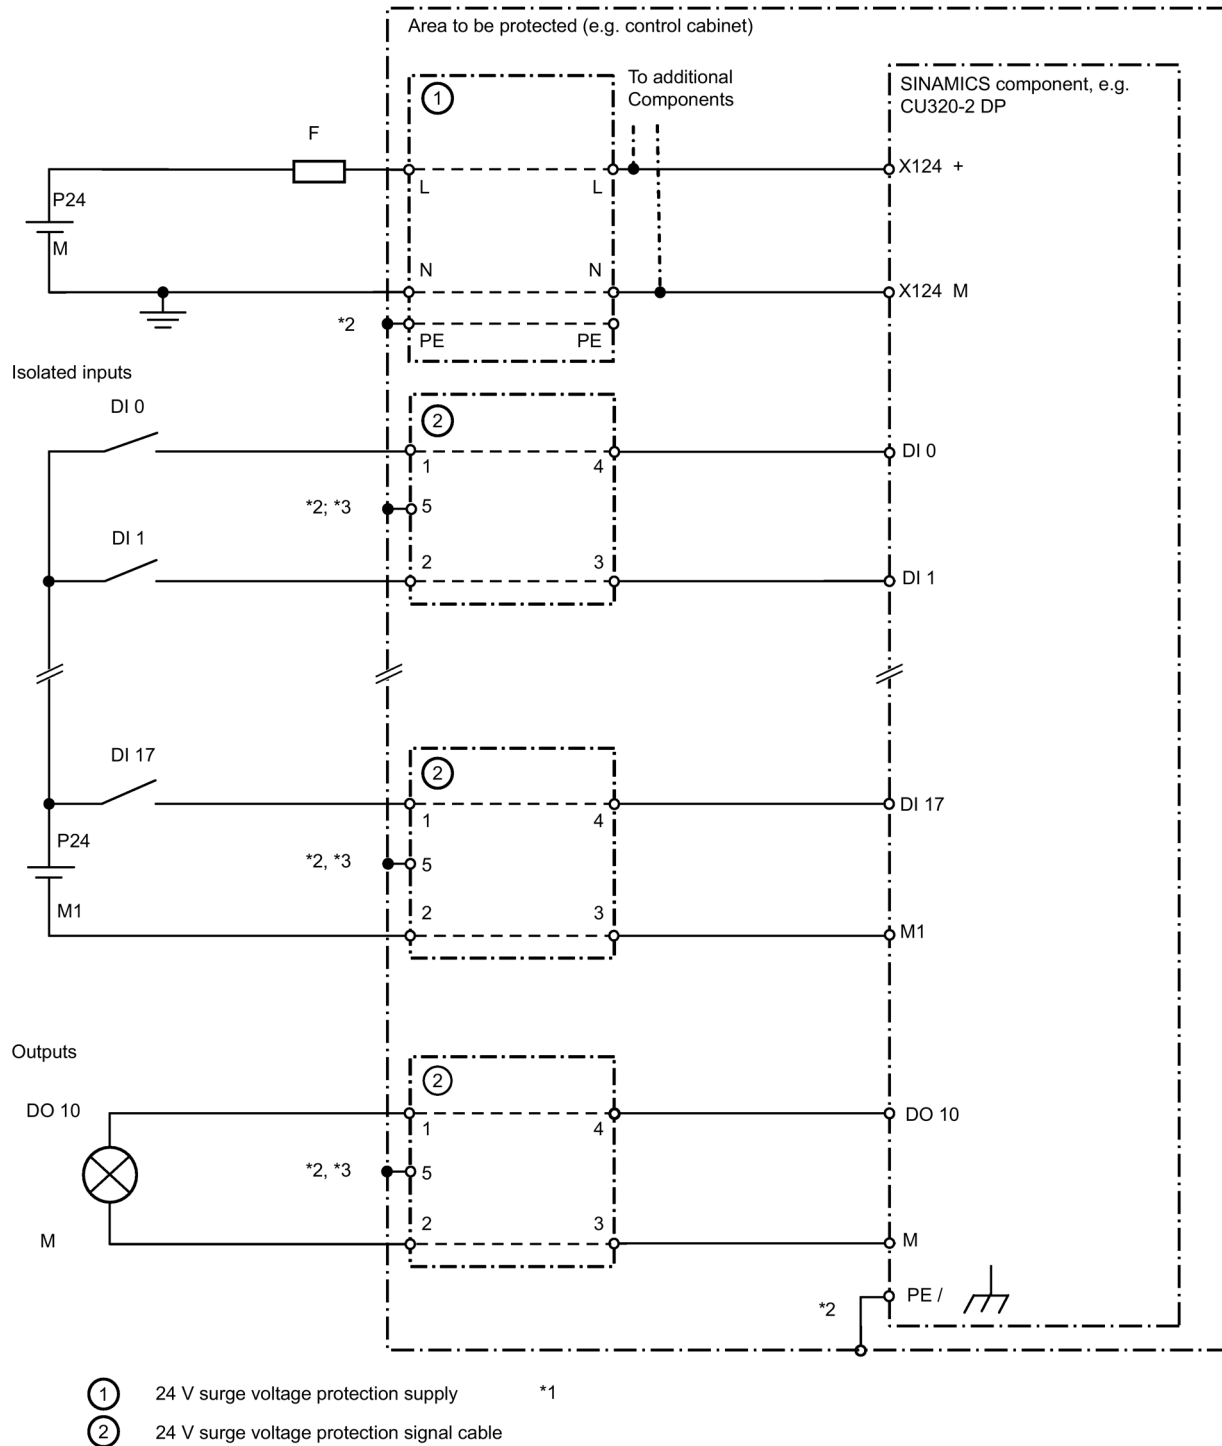 Area to be protected (e.g. control cabinet)
To additional
Components
SINAMICS component, e.g.
CU320-2 DP
1
F
P24
M
L
L
X124 +
N
N
X124 M
*2
PE
PE
Isolated inputs
DI 0
2
1
4
DI 0
*2; *3
5
DI 1
2
3
DI 1
DI 17
2
1
4
DI 17
P24
*2, *3
5
M1
2
3
M1
Outputs
2
DO 10
1
4
DO 10
*2, *3
5
M
2
3
M
*2
PE /
1 24 V surge voltage protection supply *1
2 24 V surge voltage protection signal cable